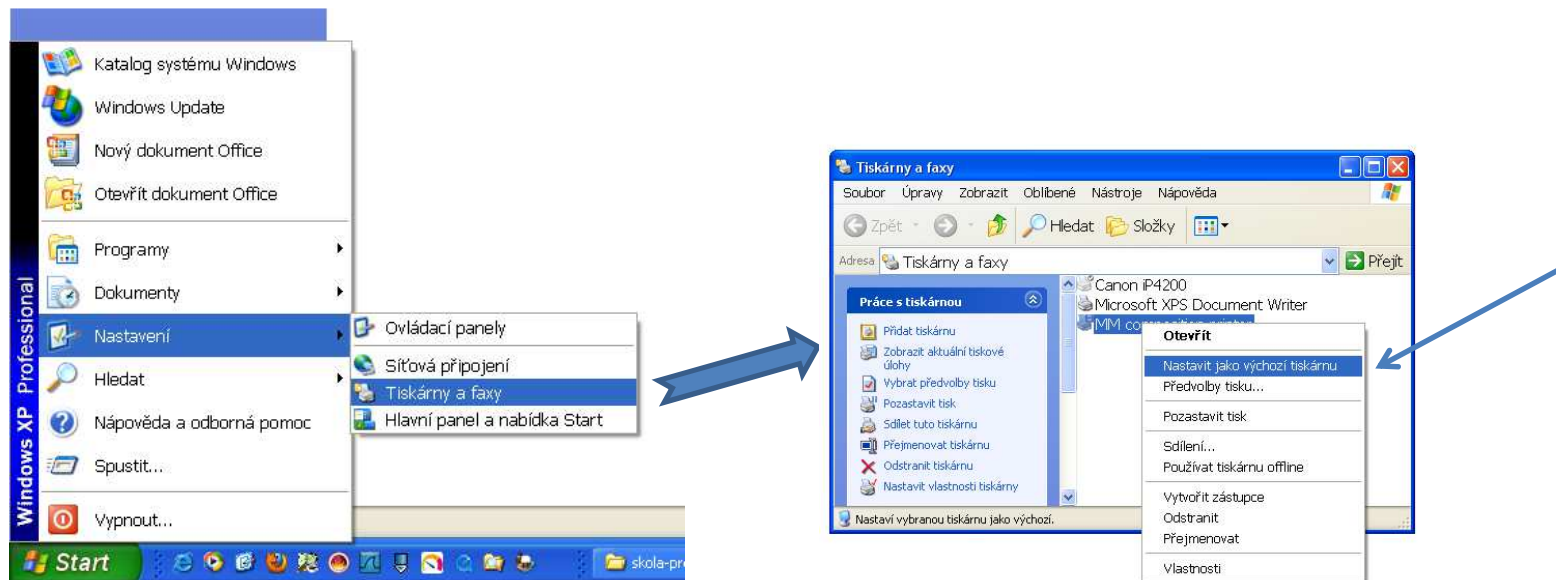 Katalog systému Windows
Windows Update
Nový dokument Office
Otevřít dokument Office
Programy
Dokumenty
Nastavení
Hledat
Nápověda a odborná pomoc
Spustit...
Vypnout...
Windows XP Professional
Start
skola-pr
Ovládací panely
Síťová připojení
Tiskárny a faxy
Hlavní panel a nabídka Start
Tiskárny a faxy
Soubor Úpravy Zobrazit Oblíbené Nástroje Nápověda
Zpět Hledat Složky
Adresa Tiskárny a faxy Přejít
Práce s tiskárnou
Přidat tiskárnu
Zobrazit aktuální tiskové
úlohy
Vybrat předvolby tisku
Pozastavit tisk
Sdílet tuto tiskárnu
Přejmenovat tiskárnu
Odstranit tiskárnu
Nastavit vlastnosti tiskárny
Canon iP4200
Microsoft XPS Document Writer
MM
Otevřít
Nastavit jako výchozí tiskárnu
Předvolby tisku...
Pozastavit tisk
Sdílení...
Používat tiskárnu offline
Vytvořit zástupce
Odstranit
Přejmenovat
Vlastnosti
Nastaví vybranou tiskárnu jako výchozí.